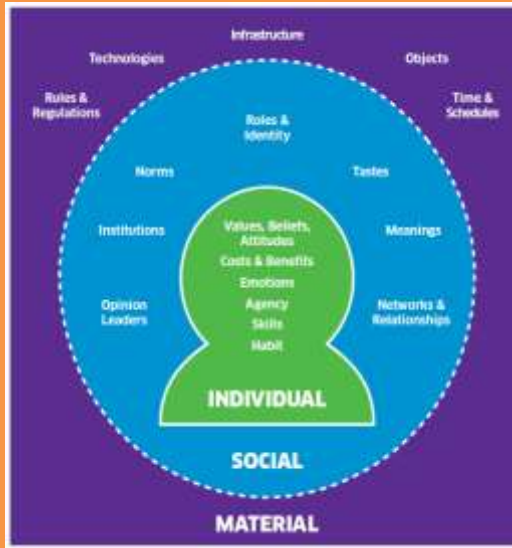 Infrastructure
Technologies
Objects
Rules &
Regulations
Time &
Schedules
Roles &
Identity
Norms
Tastes
Institutions
Meanings
Opinion
Leaders
Networks &
Relationships
Values, Beliefs,
Attitudes
Costs & Benefits
Emotions
Agency
Skills
Habit
INDIVIDUAL
SOCIAL
MATERIAL